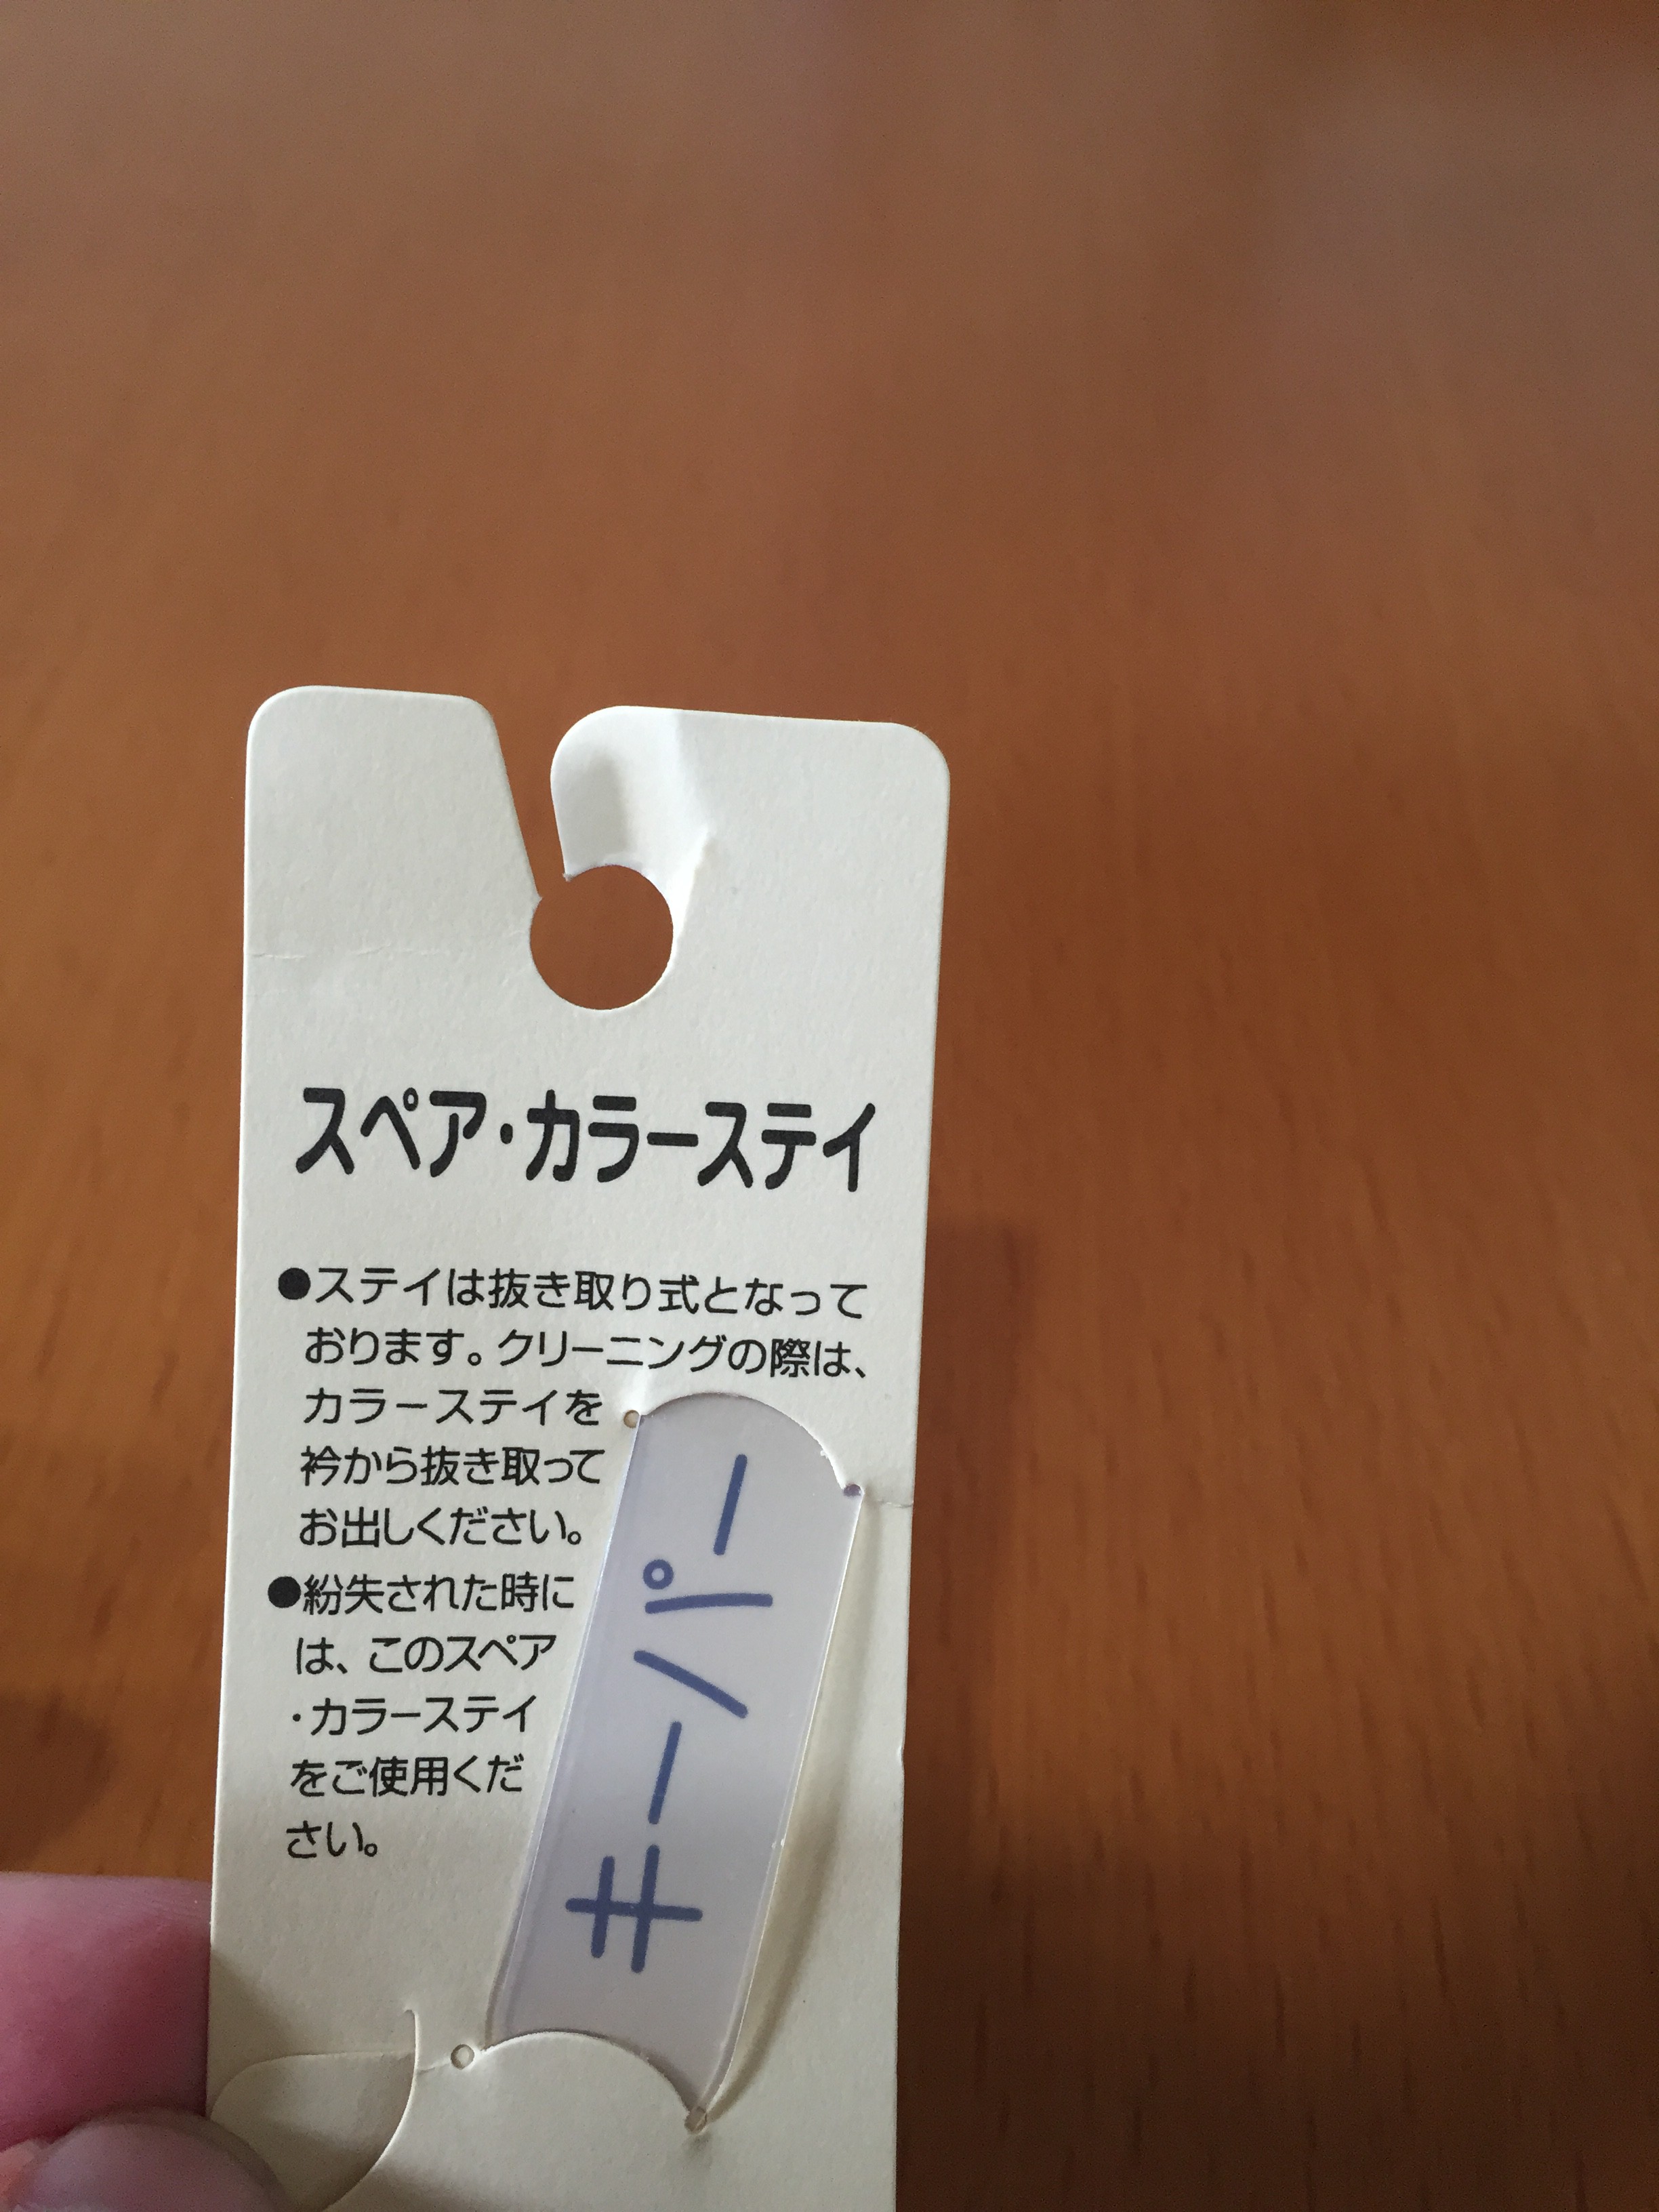 スペア・カラーステイ
●ステイは抜き取り式となって
おります。クリーニングの際は、
カラーステイを
衿から抜き取って
お出しください。
●紛失された時に
は、このスペア
・カラーステイ
をご使用くだ
さい。
キーパー